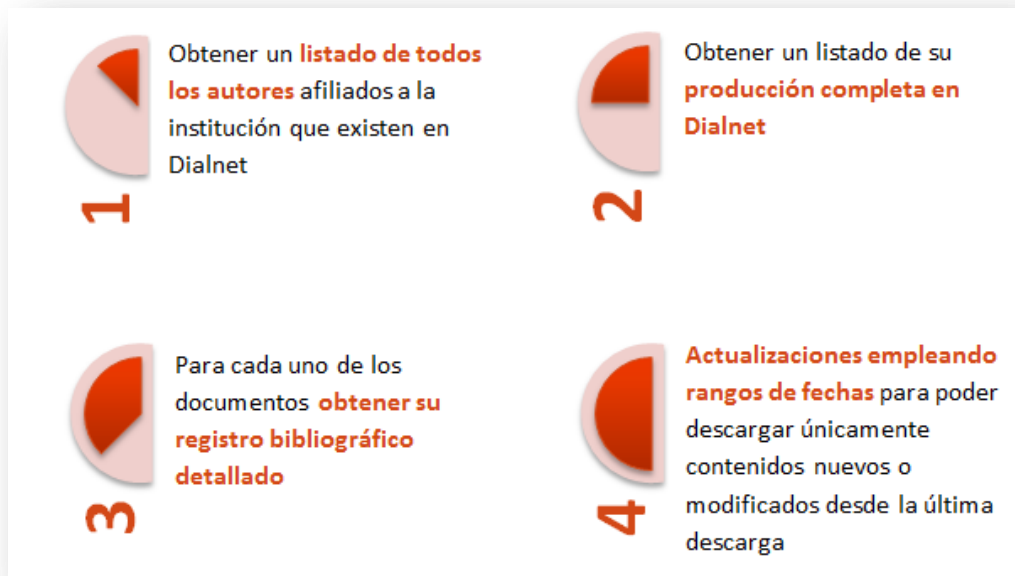 Obtener un listado de todos
los autores afiliados a la
institución que existen en
Dialnet
1
Obtener un listado de su
producción completa en
Dialnet
2
Para cada uno de los
documentos obtener su
registro bibliográfico
detallado
3
Actualizaciones empleando
rangos de fechas para poder
descargar únicamente
contenidos nuevos o
modificados desde la última
descarga
4